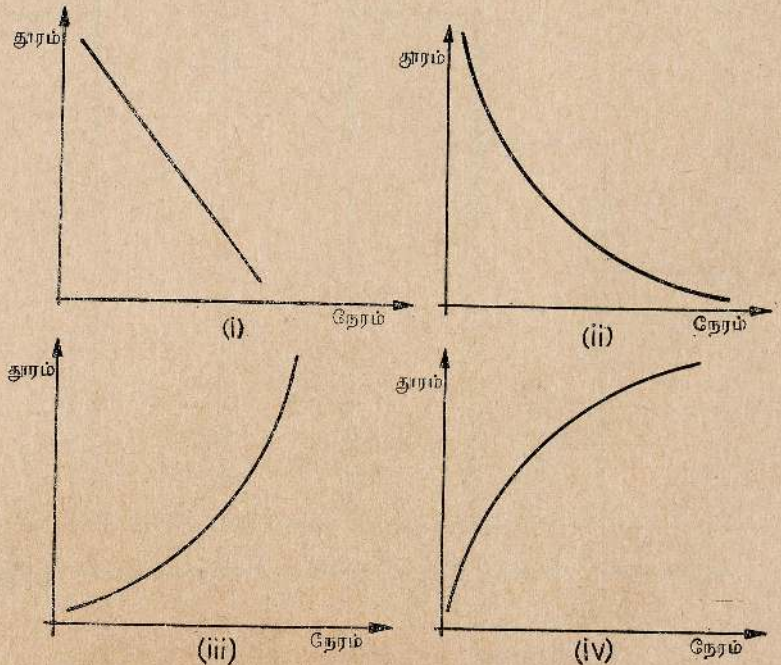 தூரம்
நேரம்
(i)
தூரம்
நேரம்
(ii)
தூரம்
நேரம்
(iii)
தூரம்
நேரம்
(iv)